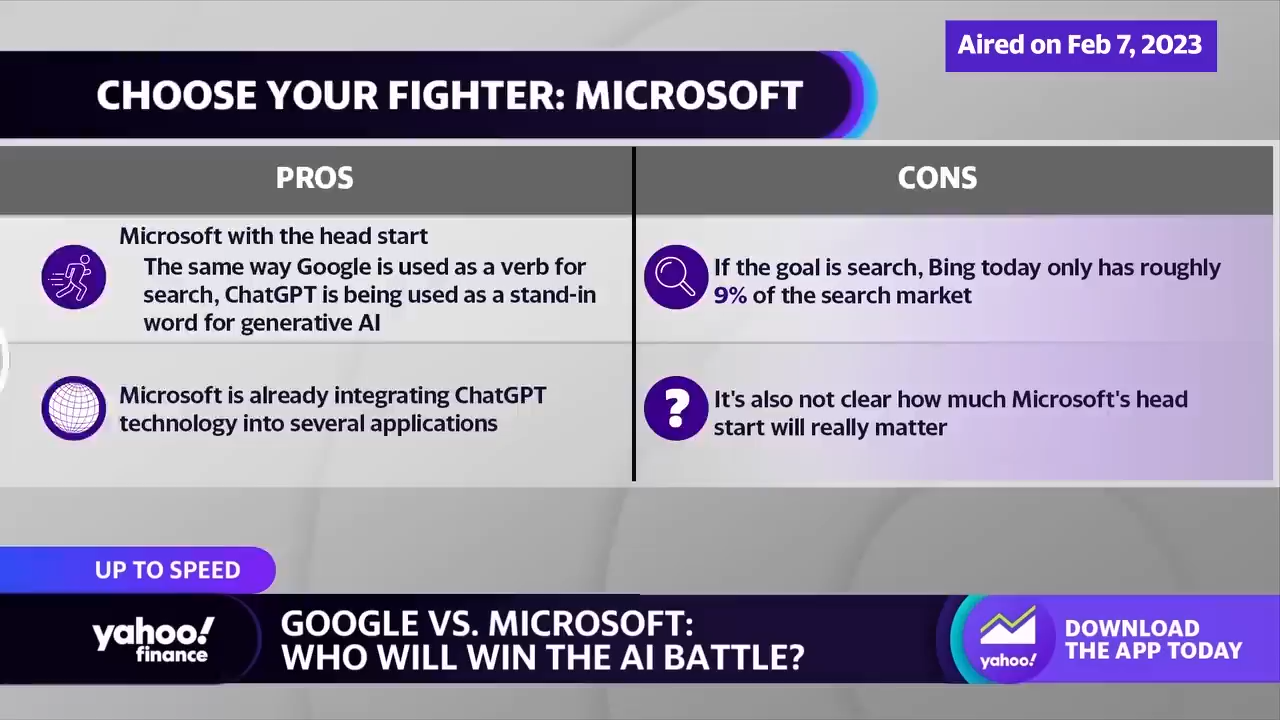 Aired on Feb 7, 2023
CHOOSE YOUR FIGHTER: MICROSOFT
PROS
CONS
Microsoft with the head start
The same way Google is used as a verb for
search, ChatGPT is being used as a stand-in
word for generative AI
If the goal is search, Bing today only has roughly
9% of the search market
Microsoft is already integrating ChatGPT
technology into several applications
?
It's also not clear how much Microsoft's head
start will really matter
UP TO SPEED
yahoo!
finance
GOOGLE VS. MICROSOFT:
WHO WILL WIN THE AI BATTLE?
yahoo!
DOWNLOAD
THE APP TODAY